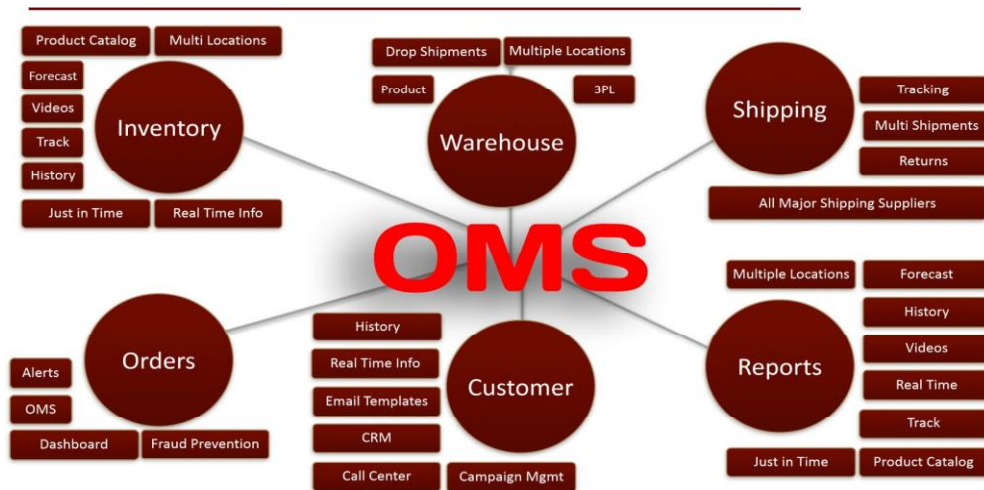 Product Catalog
Multi Locations
Forecast
Videos
Track
History
Inventory
Just in Time
Real Time Info
Drop Shipments
Multiple Locations
Product
3PL
Warehouse
Shipping
Tracking
Multi Shipments
Returns
All Major Shipping Suppliers
OMS
Orders
Alerts
OMS
Dashboard
Fraud Prevention
History
Real Time Info
Email Templates
CRM
Call Center
Campaign Mgmt
Customer
Multiple Locations
Forecast
History
Videos
Real Time
Track
Just in Time
Product Catalog
Reports